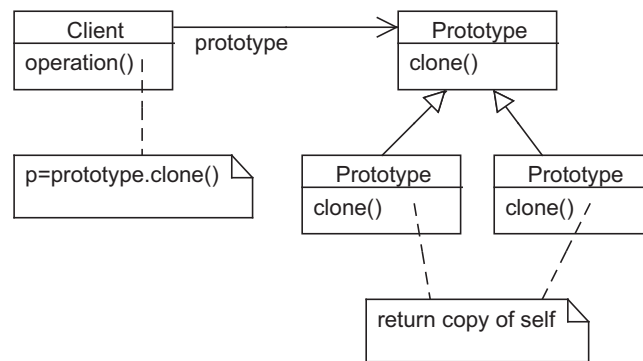 Client
operation()
prototype
Prototype
clone()
p=prototype.clone()
Prototype
clone()
Prototype
clone()
return copy of self